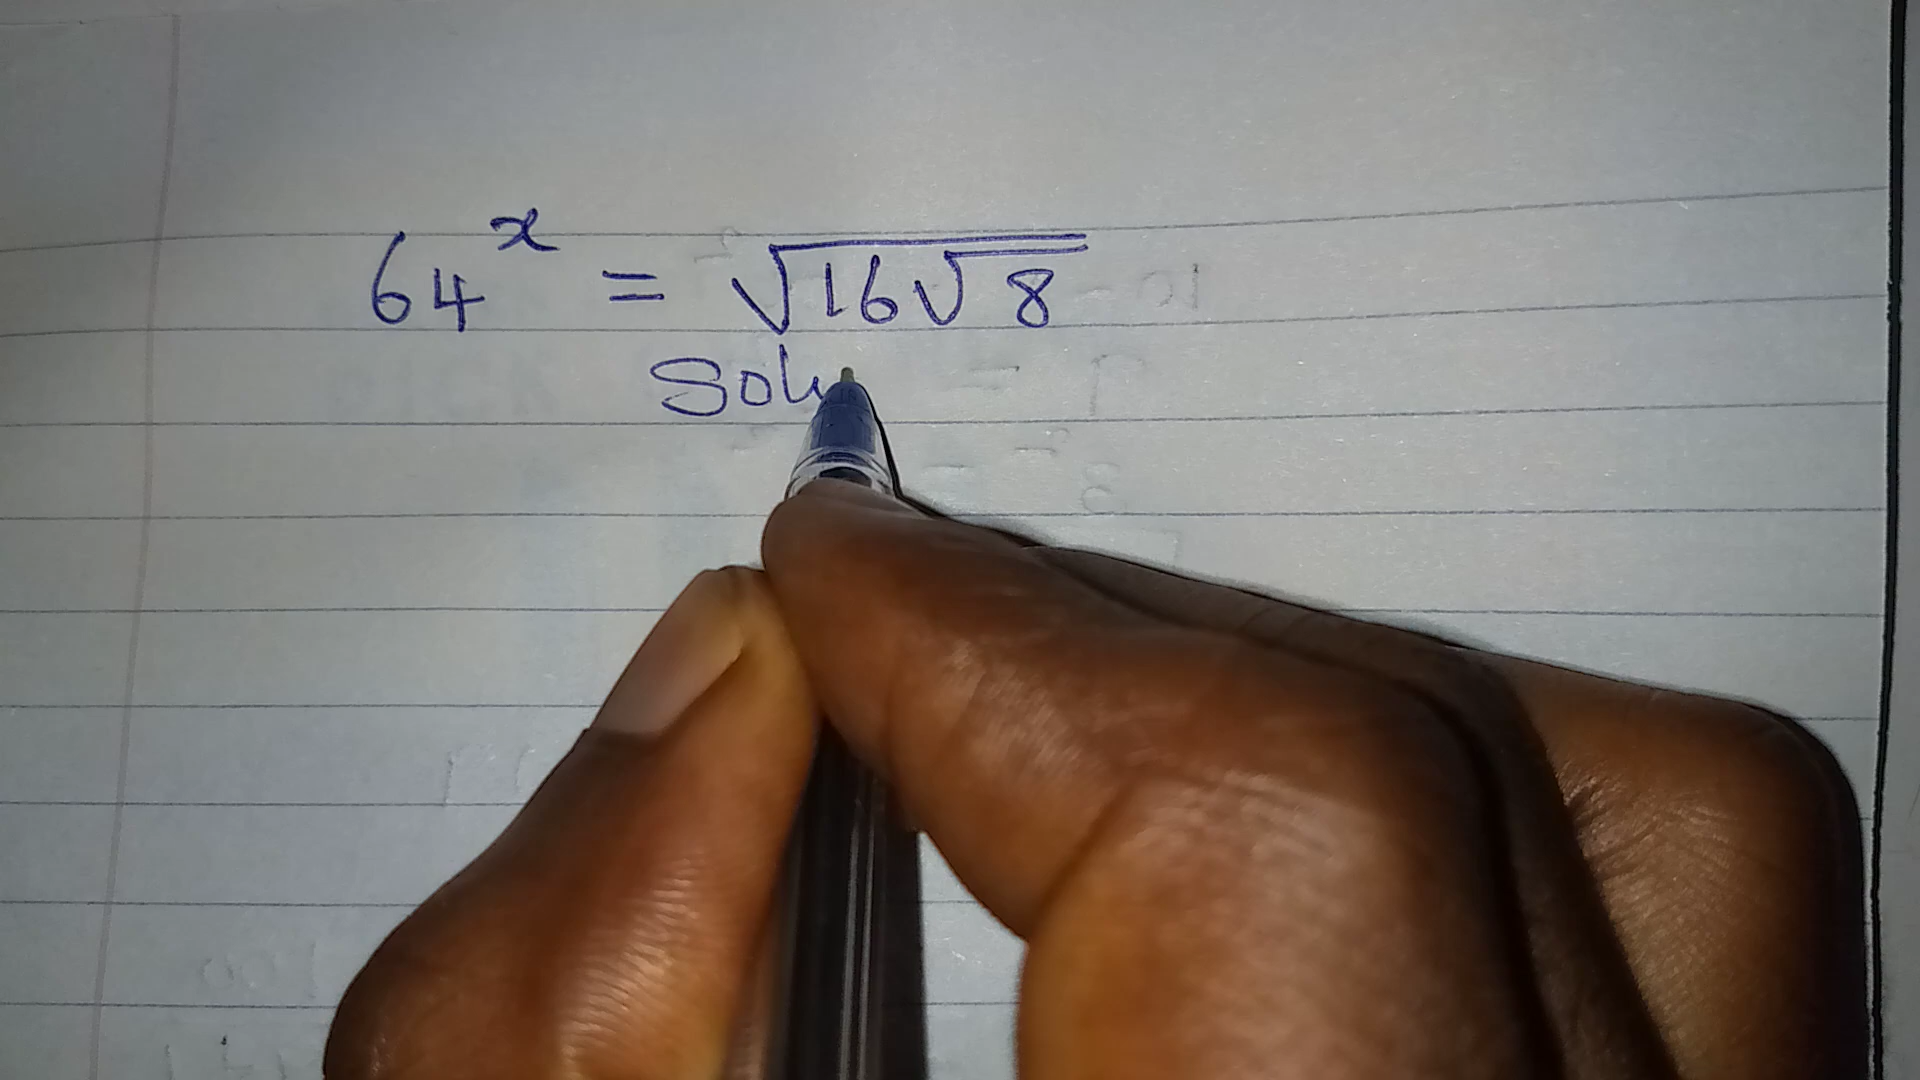 64^x = √(16√8)
Sol